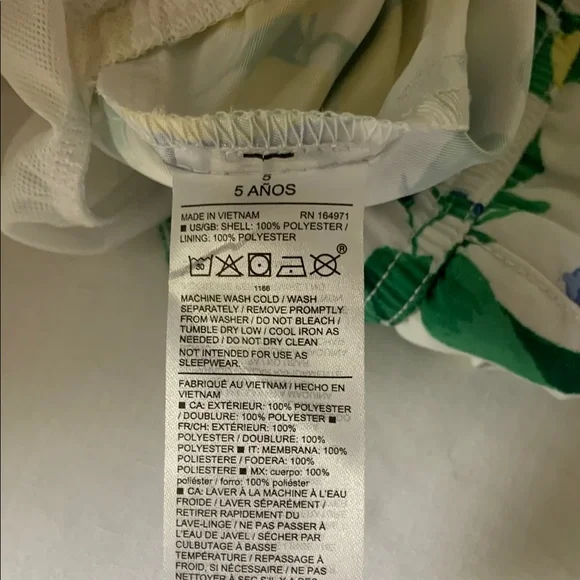 5
5 AÑOS
MADE IN VIETNAM RN 164971
■ US/GB: SHELL: 100% POLYESTER /
LINING: 100% POLYESTER
30
®
1166
MACHINE WASH COLD / WASH
SEPARATELY / REMOVE PROMPTLY
FROM WASHER / DO NOT BLEACH /
TUMBLE DRY LOW / COOL IRON AS
NEEDED / DO NOT DRY CLEAN
NOT INTENDED FOR USE AS
SLEEPWEAR.
FABRIQUÉ AU VIETNAM / HECHO EN
VIETNAM
■ CA: EXTÉRIEUR: 100% POLYESTER
/ DOUBLURE: 100% POLYESTER ■
FR/CH: EXTÉRIEUR: 100%
POLYESTER / DOUBLURE: 100%
POLYESTER ■ IT: MEMBRANA: 100%
POLIESTERE / FODERA: 100%
POLIESTERE ■ MX: cuerpo: 100%
poliéster / forro: 100% poliéster
■ CA: LAVER À LA MACHINE À L'EAU
FROIDE / LAVER SÉPARÉMENT /
RETIRER RAPIDEMENT DU
LAVE-LINGE / NE PAS PASSER À
L'EAU DE JAVEL / SÉCHER PAR
CULBUTAGE À BASSE
TEMPÉRATURE / REPASSAGE À
FROID SI NÉCESSAIRE / NE PAS
NETTOYER À SEC S'IL Y A DES